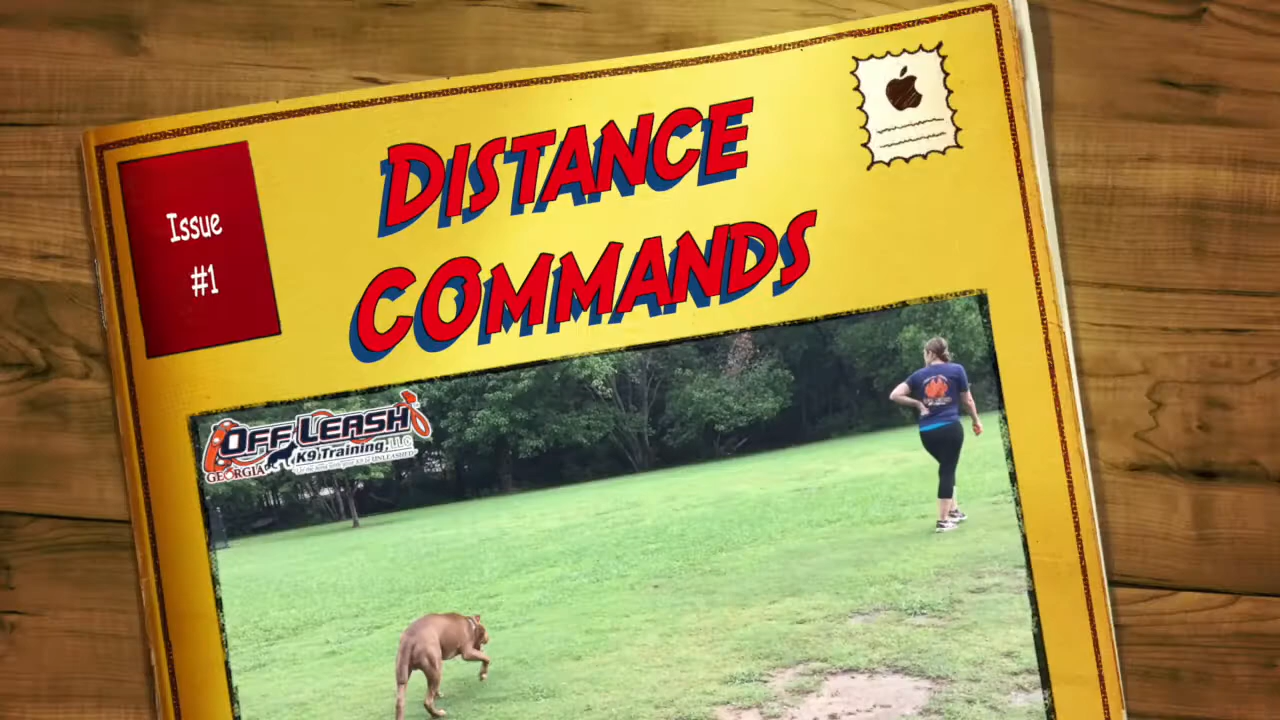 Issue
#1
DISTANCE
COMMANDS
OFF LEASH
K9 Training, LLC
GEORGIA